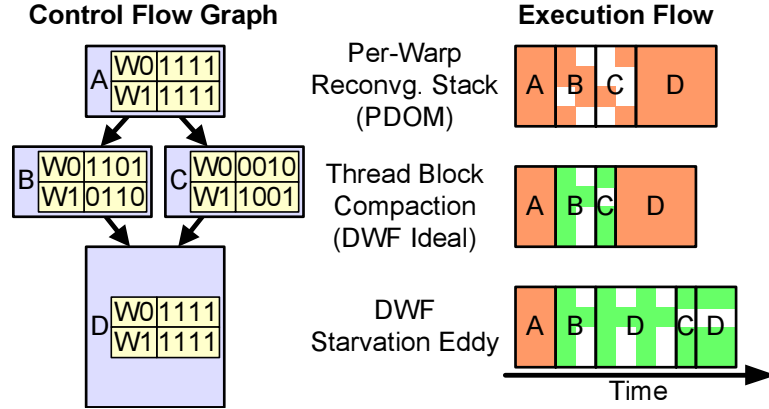 Control Flow Graph
Execution Flow
A
W0 1111
W1 1111
B
W0 1101
W1 0110
C
W0 0010
W1 1001
D
W0 1111
W1 1111
Per-Warp
Reconvg. Stack
(PDOM)
A B C D
Thread Block
Compaction
(DWF Ideal)
A B C D
DWF
Starvation Eddy
A B D C D
Time